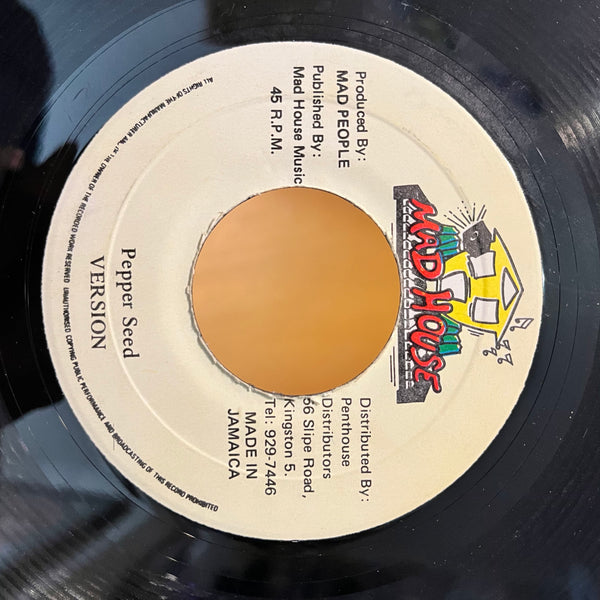 MAD HOUSE
Produced By:
MAD PEOPLE
Published By:
Mad House Music
45 R.P.M.
Distributed By:
Penthouse
Distributors
56 Slipe Road,
Kingston 5.
Tel: 929-7446
MADE IN
JAMAICA
Pepper Seed
VERSION
ALL RIGHTS OF THE MANUFACTURER AND OF THE OWNER OF THE RECORDED WORK RESERVED UNAUTHORISED COPYING PUBLIC PERFORMANCE AND BROADCASTING OF THIS RECORD PROHIBITED